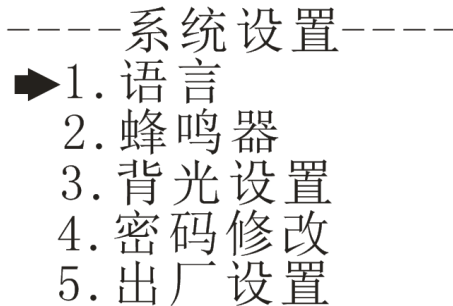 ----系统设置----
1.语言
2.蜂鸣器
3.背光设置
4.密码修改
5.出厂设置